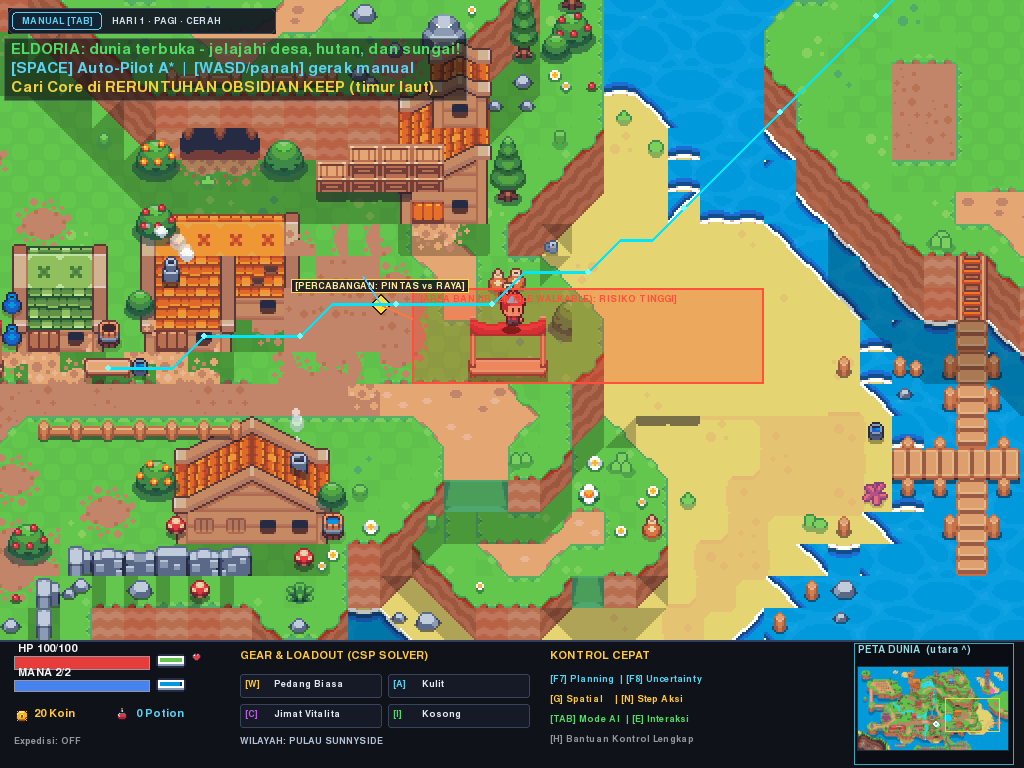 MANUAL [TAB] HARI 1 · PAGI · CERAH
ELDORIA: dunia terbuka - jelajahi desa, hutan, dan sungai!
[SPACE] Auto-Pilot A* | [WASD/panah] gerak manual
Cari Core di RERUNTUHAN OBSIDIAN KEEP (timur laut).
[PERCABANGAN: PINTAS vs RAYA]
WALKABLE): RISIKO TINGGI]
HP 100/100
MANA 2/2
20 Koin
0 Potion
Expedisi: OFF
GEAR & LOADOUT (CSP SOLVER)
[W] Pedang Biasa
[A] Kulit
[C] Jimat Vitalita
[I] Kosong
WILAYAH: PULAU SUNNYSIDE
KONTROL CEPAT
[F7] Planning | [F8] Uncertainty
[G] Spatial | [N] Step Aksi
[TAB] Mode AI | [E] Interaksi
[H] Bantuan Kontrol Lengkap
PETA DUNIA (utara ^)